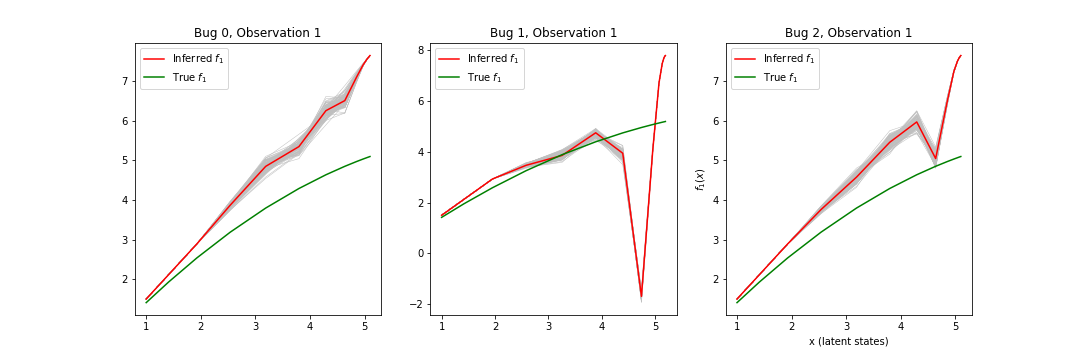 Bug 0, Observation 1
Inferred f₁
True f₁
7
6
5
4
3
2
1 2 3 4 5
Bug 1, Observation 1
Inferred f₁
True f₁
8
6
4
2
0
−2
1 2 3 4 5
Bug 2, Observation 1
Inferred f₁
True f₁
f₁(x)
7
6
5
4
3
2
1 2 3 4 5
x (latent states)